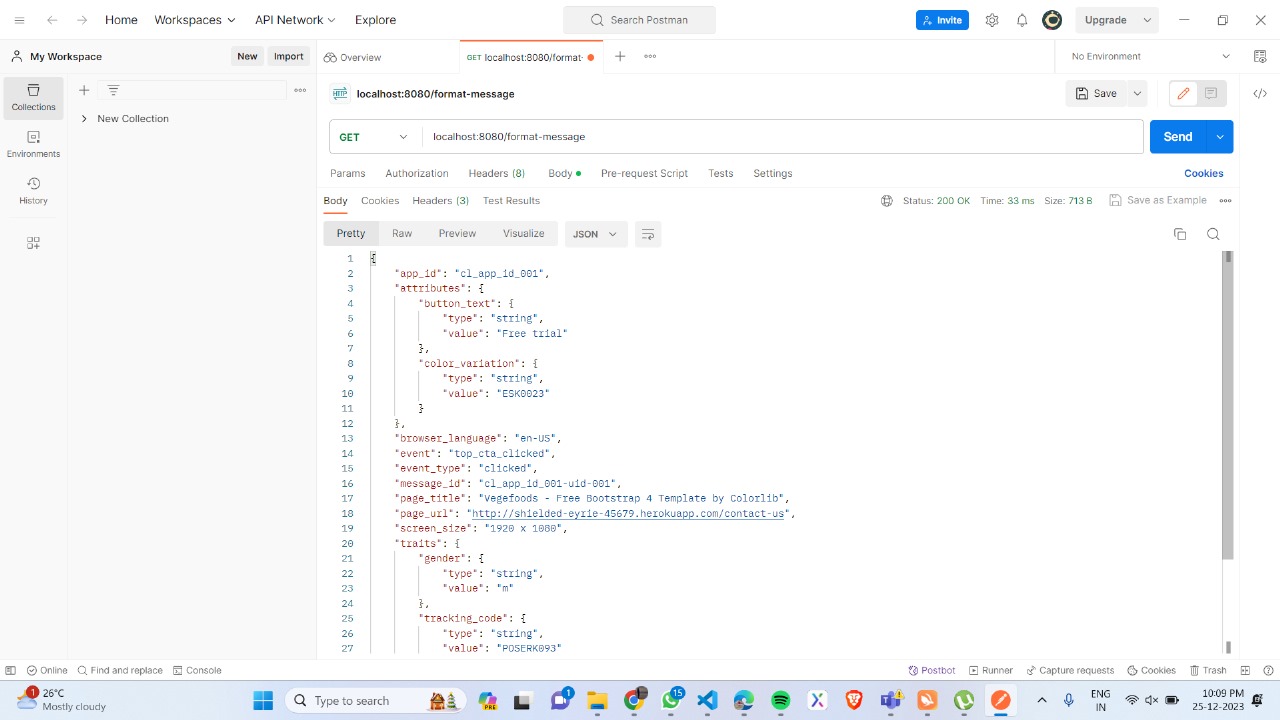 Home Workspaces API Network Explore Search Postman Invite Upgrade
My Workspace New Import Overview GET localhost:8080/format- No Environment
HTTP localhost:8080/format-message Save
Collections
New Collection
GET localhost:8080/format-message Send
Environments
Params Authorization Headers (8) Body Pre-request Script Tests Settings Cookies
History
Body Cookies Headers (3) Test Results Status: 200 OK Time: 33 ms Size: 713 B Save as Example
Pretty Raw Preview Visualize JSON
1 {
2 "app_id": "cl_app_id_001",
3 "attributes": {
4 "button_text": {
5 "type": "string",
6 "value": "Free trial"
7 },
8 "color_variation": {
9 "type": "string",
10 "value": "ESK0023"
11 }
12 },
13 "browser_language": "en-US",
14 "event": "top_cta_clicked",
15 "event_type": "clicked",
16 "message_id": "cl_app_id_001-uid-001",
17 "page_title": "Vegefoods - Free Bootstrap 4 Template by Colorlib",
18 "page_url": "http://shielded-eyrie-45679.herokuapp.com/contact-us",
19 "screen_size": "1920 x 1080",
20 "traits": {
21 "gender": {
22 "type": "string",
23 "value": "m"
24 },
25 "tracking_code": {
26 "type": "string",
27 "value": "POSERK093"
Online Find and replace Console Postbot Runner Capture requests Cookies Trash
1 26°C Mostly cloudy Type to search PRE 1 15 ENG IN 10:09 PM 25-12-2023